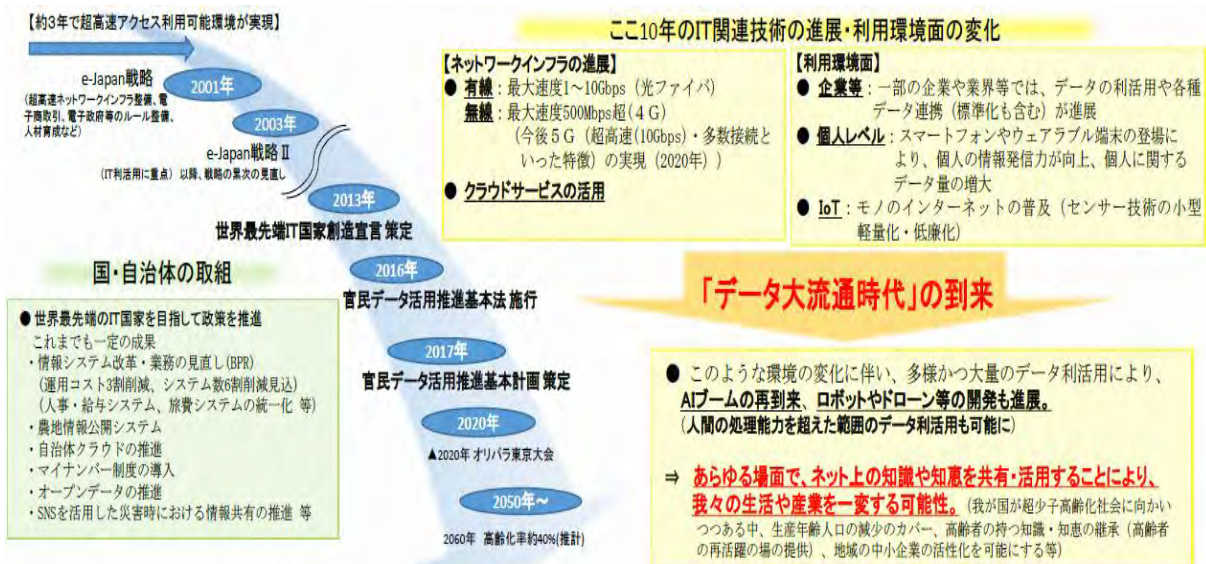 【約3年で超高速アクセス利用可能環境が実現】
e-Japan戦略
(超高速ネットワークインフラ整備、電
子商取引、電子政府等のルール整備、
人材育成など)
2001年
2003年
e-Japan戦略Ⅱ
(IT利活用に重点) 以降、戦略の累次の見直し
2013年
世界最先端IT国家創造宣言 策定
2016年
官民データ活用推進基本法 施行
2017年
官民データ活用推進基本計画 策定
2020年
▲2020年 オリパラ東京大会
2050年～
2060年 高齢化率約40%(推計)
国・自治体の取組
● 世界最先端のIT国家を目指して政策を推進
これまでも一定の成果
・情報システム改革・業務の見直し(BPR)
(運用コスト3割削減、システム数6割削減見込)
(人事・給与システム、旅費システムの統一化 等)
・農地情報公開システム
・自治体クラウドの推進
・マイナンバー制度の導入
・オープンデータの推進
・SNSを活用した災害時における情報共有の推進 等
ここ10年のIT関連技術の進展・利用環境面の変化
【ネットワークインフラの進展】
● 有線：最大速度1～10Gbps（光ファイバ）
無線：最大速度500Mbps超(４G)
(今後５G（超高速(10Gbps)・多数接続と
いった特徴）の実現（2020年）)
● クラウドサービスの活用
【利用環境面】
● 企業等：一部の企業や業界等では、データの利活用や各種
データ連携（標準化も含む）が進展
● 個人レベル：スマートフォンやウェアラブル端末の登場に
より、個人の情報発信力が向上、個人に関する
データ量の増大
● IoT：モノのインターネットの普及（センサー技術の小型
軽量化・低廉化）
「データ大流通時代」の到来
● このような環境の変化に伴い、多様かつ大量のデータ利活用により、
AIブームの再到来、ロボットやドローン等の開発も進展。
(人間の処理能力を超えた範囲のデータ利活用も可能に)
⇒ あらゆる場面で、ネット上の知識や知恵を共有・活用することにより、
我々の生活や産業を一変する可能性。（我が国が超少子高齢化社会に向かい
つつある中、生産年齢人口の減少のカバー、高齢者の持つ知識・知恵の継承（高齢者
の再活躍の場の提供）、地域の中小企業の活性化を可能にする等）